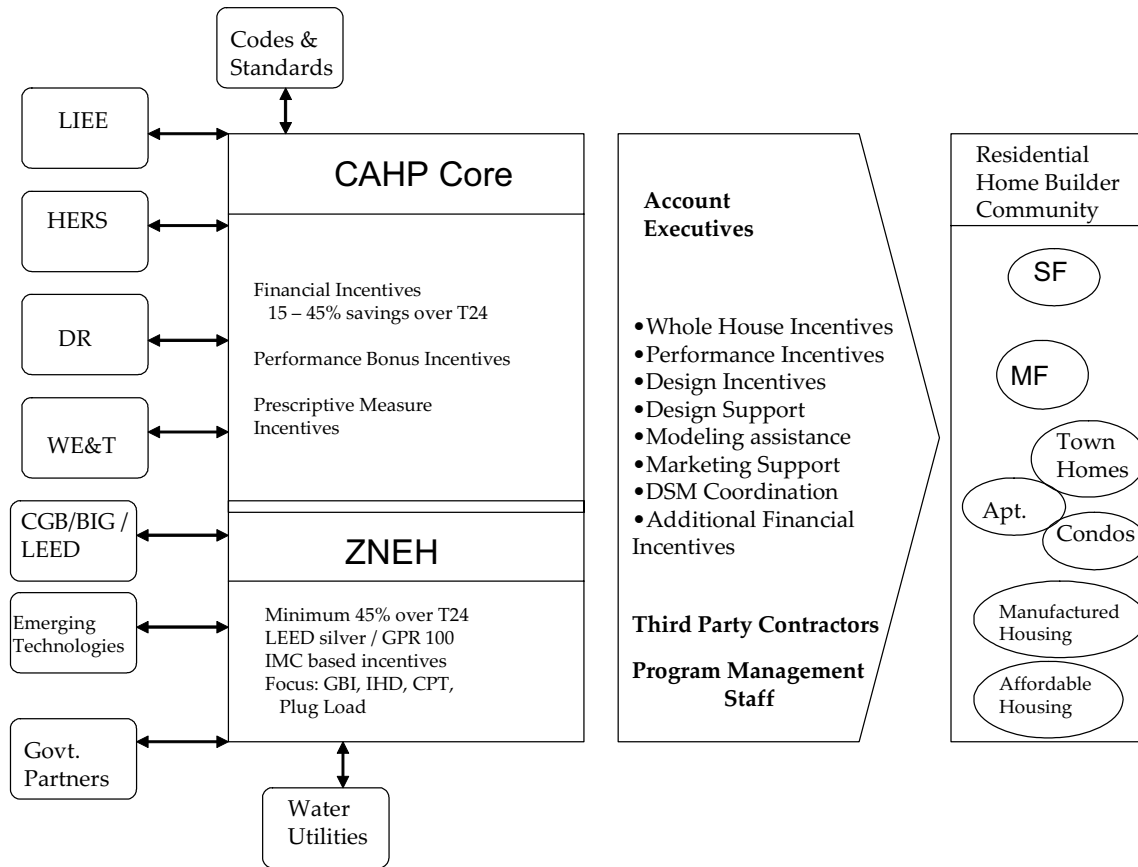 Codes &
Standards
LIEE
HERS
DR
WE&T
CGB/BIG /
LEED
Emerging
Technologies
Govt.
Partners
CAHP Core
Financial Incentives
15 – 45% savings over T24
Performance Bonus Incentives
Prescriptive Measure
Incentives
ZNEH
Minimum 45% over T24
LEED silver / GPR 100
IMC based incentives
Focus: GBI, IHD, CPT,
Plug Load
Water
Utilities
Account
Executives
•Whole House Incentives
•Performance Incentives
•Design Incentives
•Design Support
•Modeling assistance
•Marketing Support
•DSM Coordination
•Additional Financial
Incentives
Third Party Contractors
Program Management
Staff
Residential
Home Builder
Community
SF
MF
Town
Homes
Apt.
Condos
Manufactured
Housing
Affordable
Housing